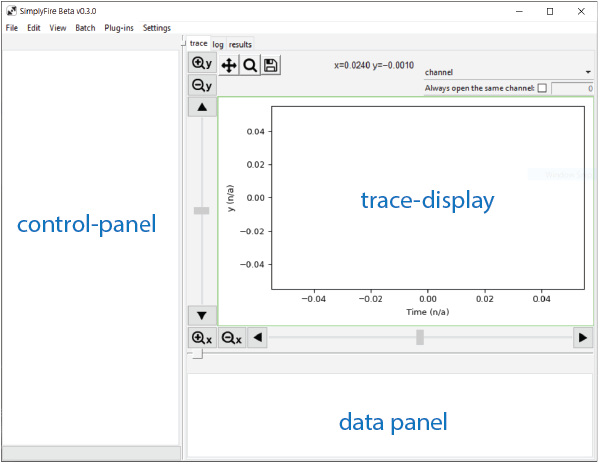 SimplyFire Beta v0.3.0
File Edit View Batch Plug-ins Settings
trace log results
y
x=0.0240 y=−0.0010
channel
y
Always open the same channel: 0
0.04
0.02
0.00
−0.02
−0.04
y (n/a)
control-panel
trace-display
−0.04 −0.02 0.00 0.02 0.04
Time (n/a)
x x
data panel